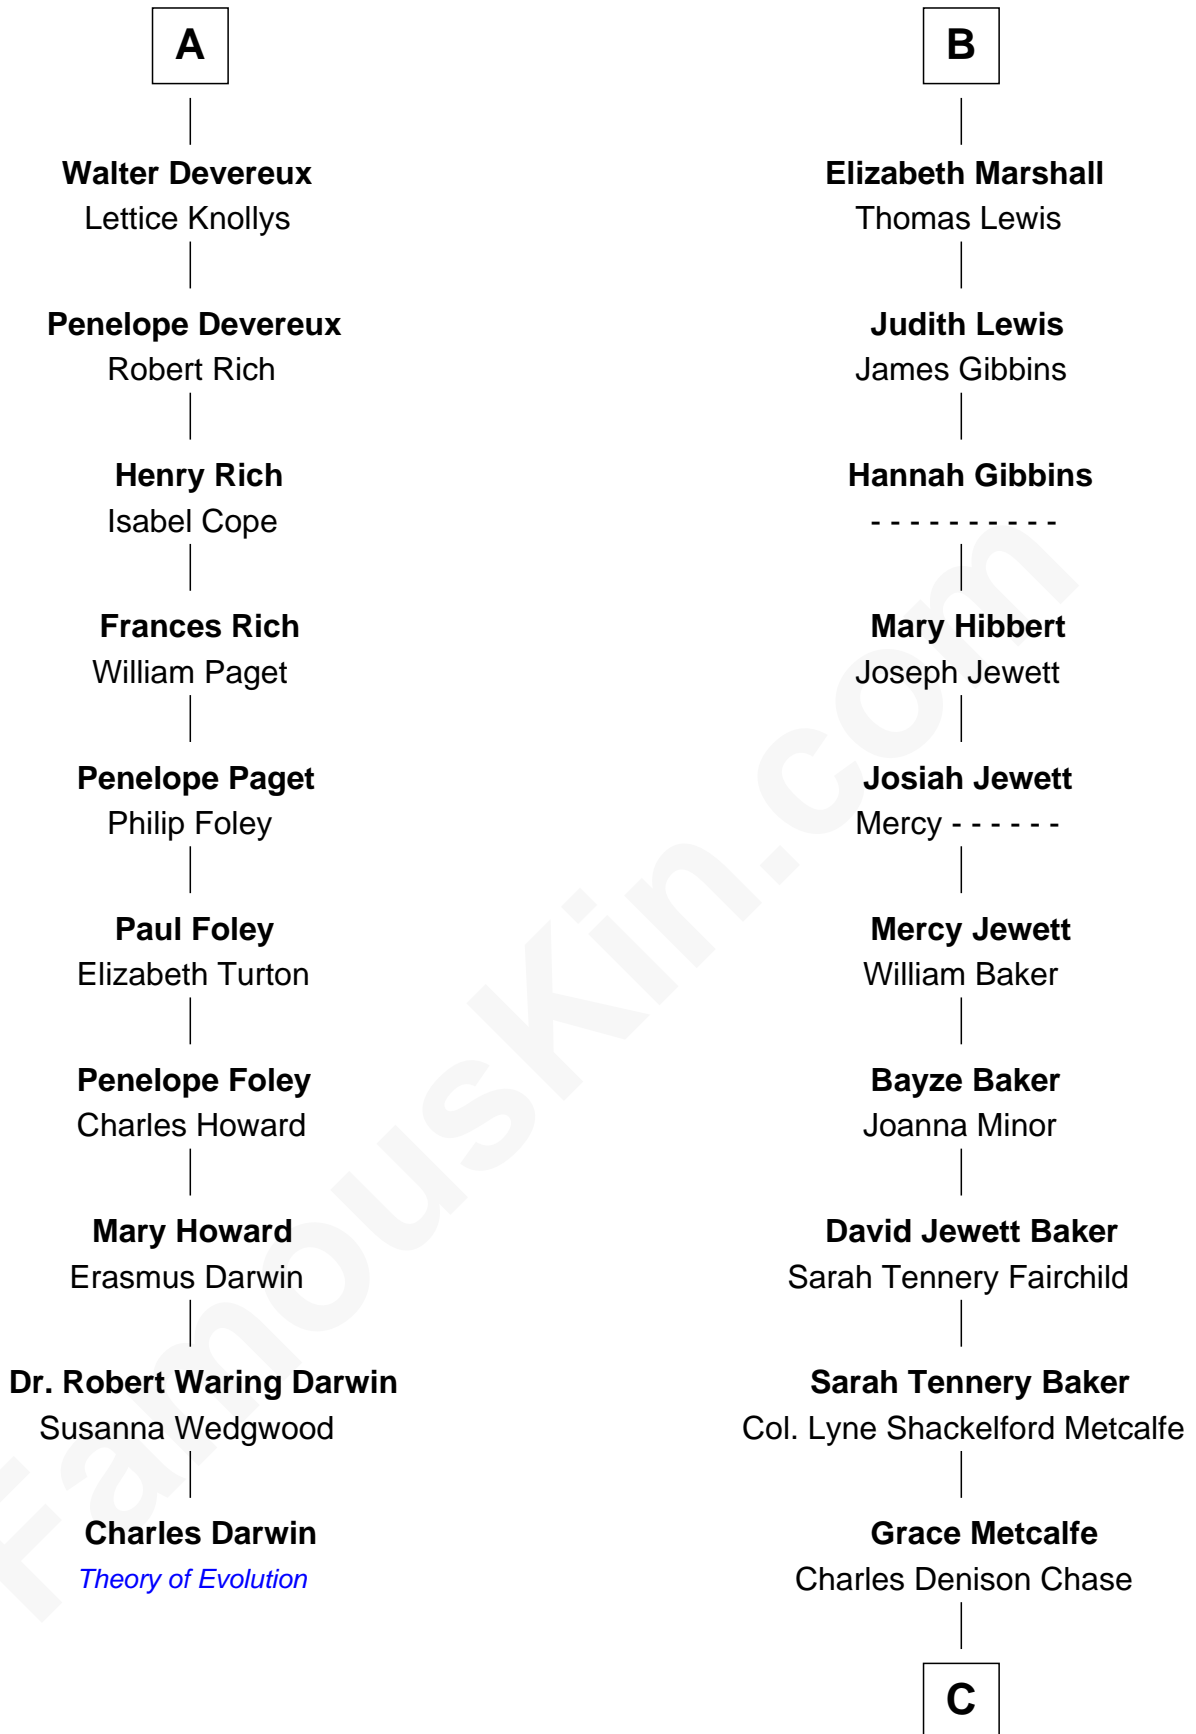 A
Walter Devereux
Lettice Knollys
Penelope Devereux
Robert Rich
Henry Rich
Isabel Cope
Frances Rich
William Paget
Penelope Paget
Philip Foley
Paul Foley
Elizabeth Turton
Penelope Foley
Charles Howard
Mary Howard
Erasmus Darwin
Dr. Robert Waring Darwin
Susanna Wedgwood
Charles Darwin
Theory of Evolution
B
Elizabeth Marshall
Thomas Lewis
Judith Lewis
James Gibbins
Hannah Gibbins
- - - - - - - - - -
Mary Hibbert
Joseph Jewett
Josiah Jewett
Mercy - - - - - -
Mercy Jewett
William Baker
Bayze Baker
Joanna Minor
David Jewett Baker
Sarah Tennery Fairchild
Sarah Tennery Baker
Col. Lyne Shackelford Metcalfe
Grace Metcalfe
Charles Denison Chase
C
FamousKin.com